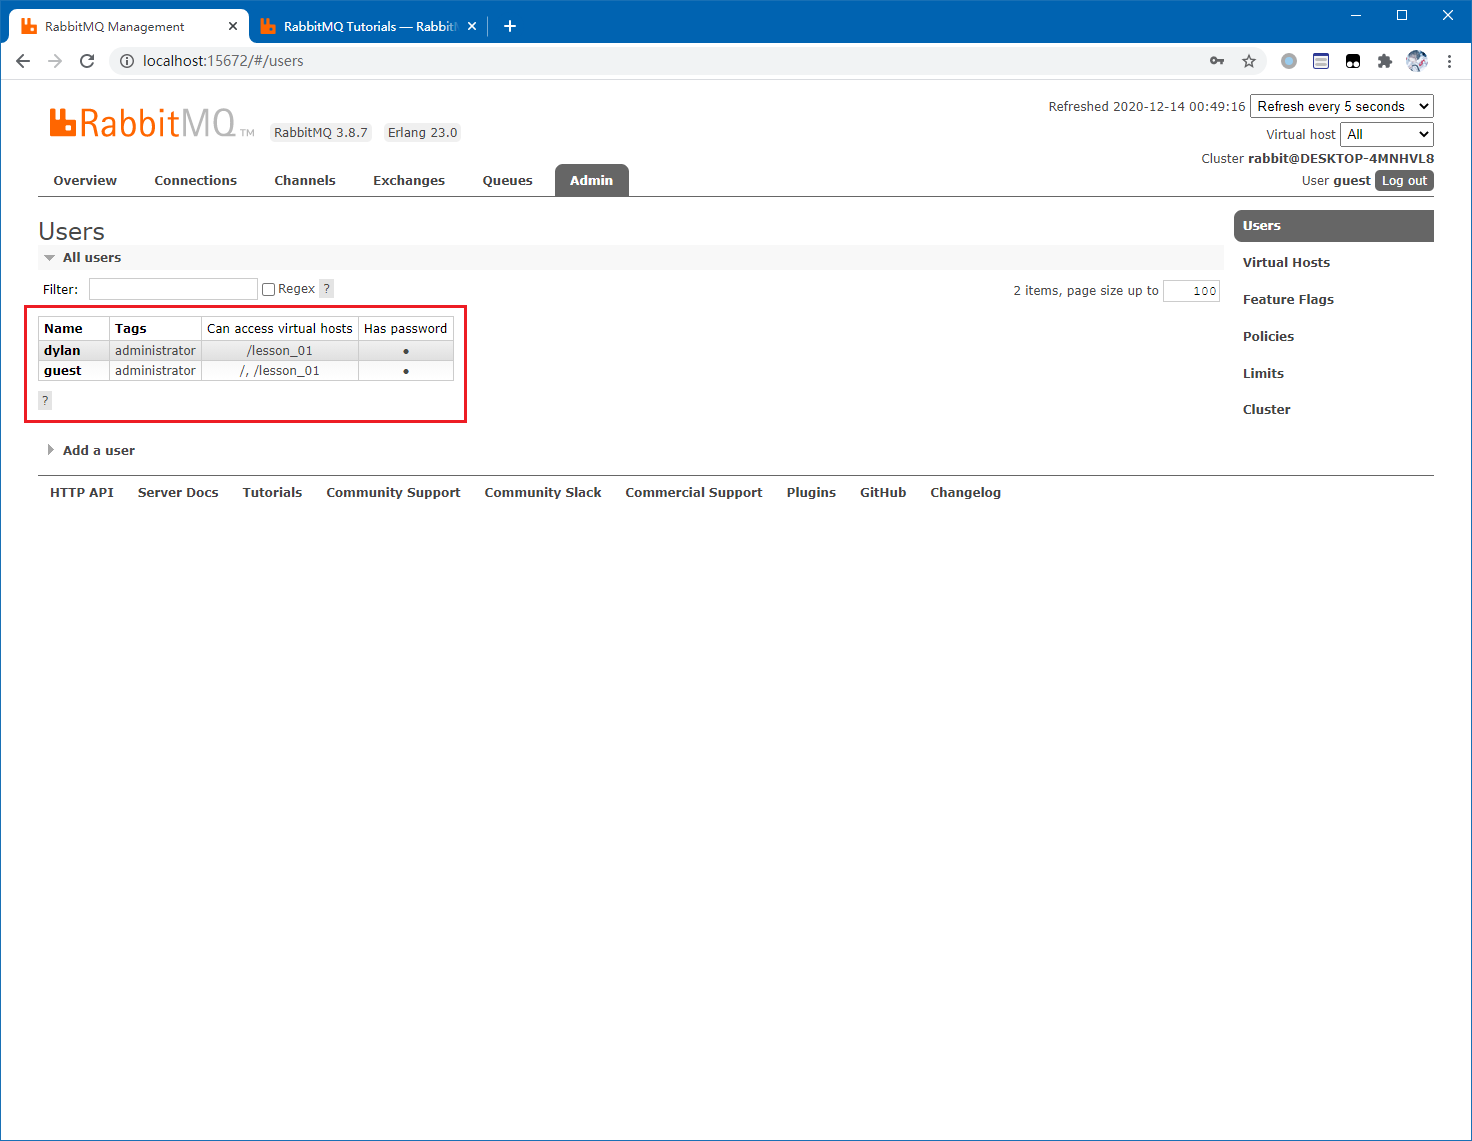 RabbitMQ Management
RabbitMQ Tutorials — Rabbit
localhost:15672/#/users
RabbitMQ TM
RabbitMQ 3.8.7 Erlang 23.0
Refreshed 2020-12-14 00:49:16 Refresh every 5 seconds
Virtual host All
Cluster rabbit@DESKTOP-4MNHVL8
User guest Log out
Overview Connections Channels Exchanges Queues Admin
Users
All users
Filter: Regex ?
2 items, page size up to 100
Name Tags Can access virtual hosts Has password
dylan administrator /lesson_01 ●
guest administrator /, /lesson_01 ●
?
Add a user
Users
Virtual Hosts
Feature Flags
Policies
Limits
Cluster
HTTP API Server Docs Tutorials Community Support Community Slack Commercial Support Plugins GitHub Changelog